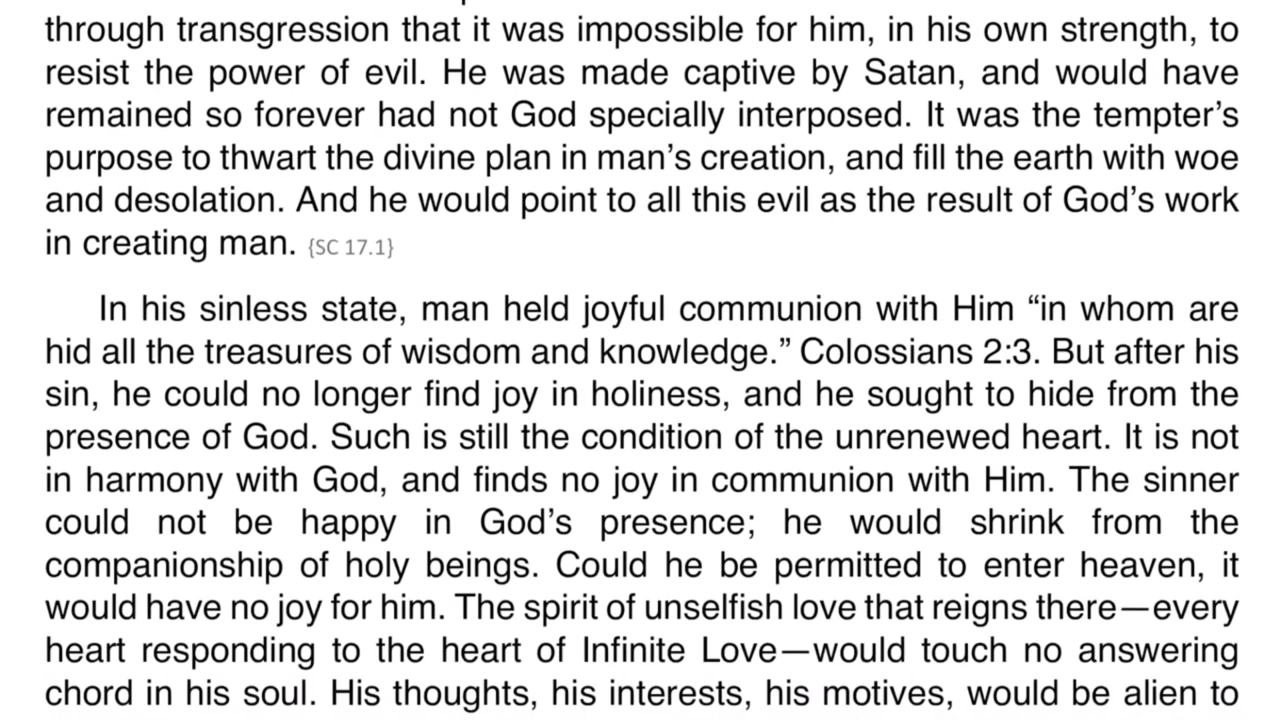 through transgression that it was impossible for him, in his own strength, to
resist the power of evil. He was made captive by Satan, and would have
remained so forever had not God specially interposed. It was the tempter’s
purpose to thwart the divine plan in man’s creation, and fill the earth with woe
and desolation. And he would point to all this evil as the result of God’s work
in creating man. {SC 17.1}
In his sinless state, man held joyful communion with Him “in whom are
hid all the treasures of wisdom and knowledge.” Colossians 2:3. But after his
sin, he could no longer find joy in holiness, and he sought to hide from the
presence of God. Such is still the condition of the unrenewed heart. It is not
in harmony with God, and finds no joy in communion with Him. The sinner
could not be happy in God’s presence; he would shrink from the
companionship of holy beings. Could he be permitted to enter heaven, it
would have no joy for him. The spirit of unselfish love that reigns there—every
heart responding to the heart of Infinite Love—would touch no answering
chord in his soul. His thoughts, his interests, his motives, would be alien to